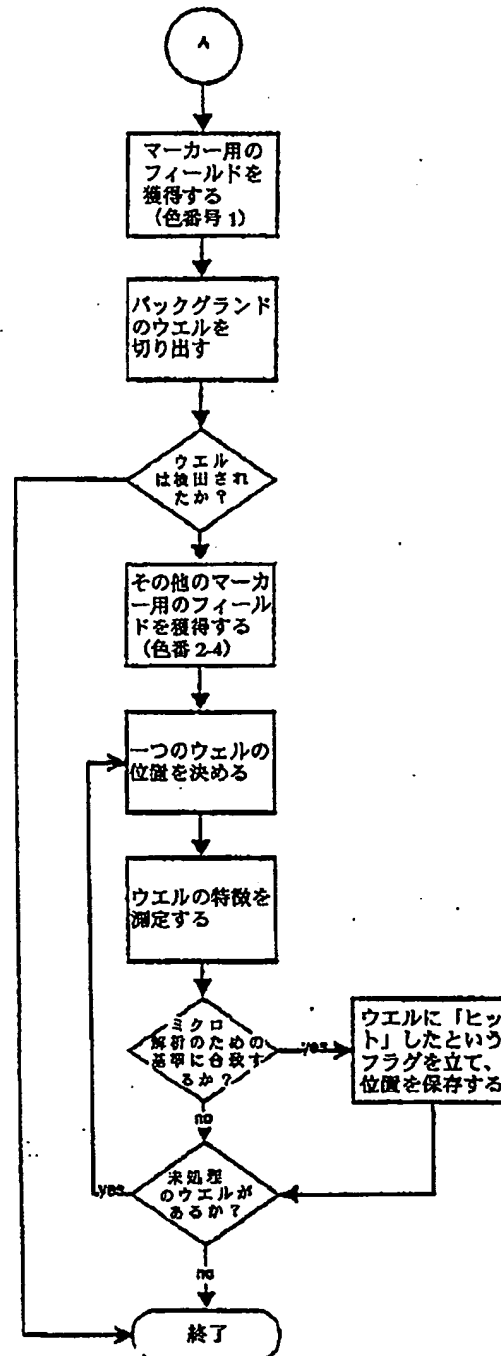 A
マーカー用の
フィールドを
獲得する
(色番号 1)
バックグランド
のウエルを
切り出す
ウエル
は検出され
たか?
その他のマーカ
ー用のフィール
ドを獲得する
(色番 2-4)
一つのウェルの
位置を決める
ウエルの特徴を
測定する
ミクロ
解析のための
基準に合致す
るか?
yes
ウエルに「ヒッ
ト」したという
フラグを立て、
位置を保存する
no
未処理
のウエルが
あるか?
yes
no
終了